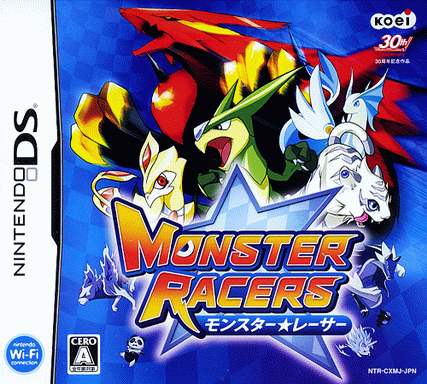 KOEI
30th!!
30周年記念作品
NINTENDO DS
MONSTER
RACERS
モンスター★レーサー
Nintendo
Wi-Fi
connection
CERO
A
全年齢対象
NTR-CXMJ-JPN